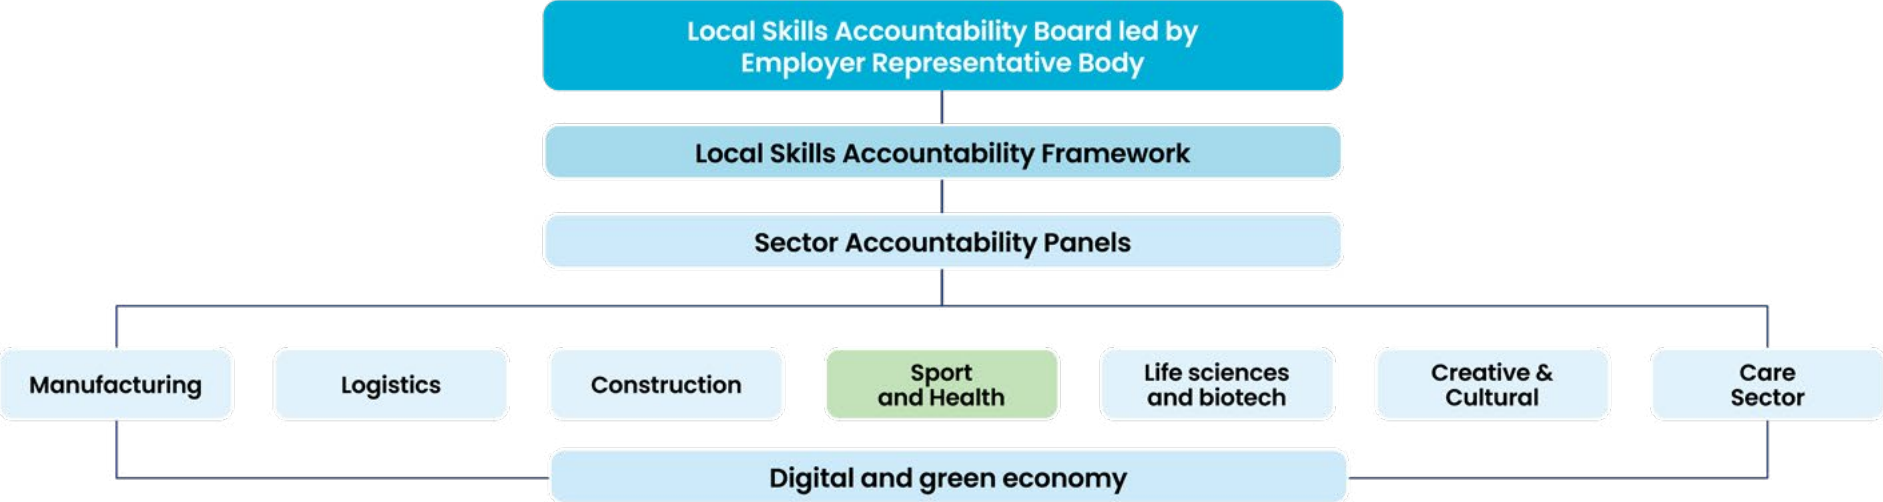 Local Skills Accountability Board led by
Employer Representative Body
Local Skills Accountability Framework
Sector Accountability Panels
Manufacturing
Logistics
Construction
Sport
and Health
Life sciences
and biotech
Creative &
Cultural
Care
Sector
Digital and green economy